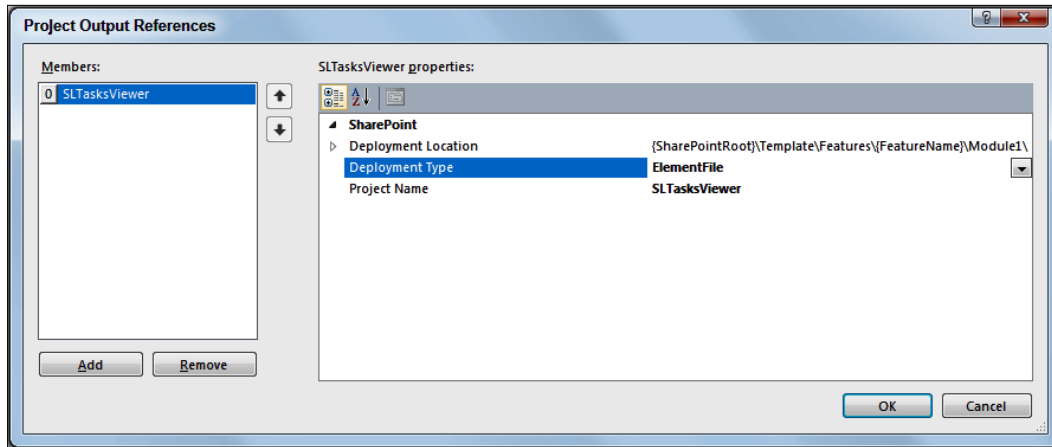 Project Output References
Members:
SLTasksViewer properties:
0 SLTasksViewer
SharePoint
Deployment Location {SharePointRoot}\Template\Features\{FeatureName}\Module1\
Deployment Type ElementFile
Project Name SLTasksViewer
Add Remove
OK Cancel